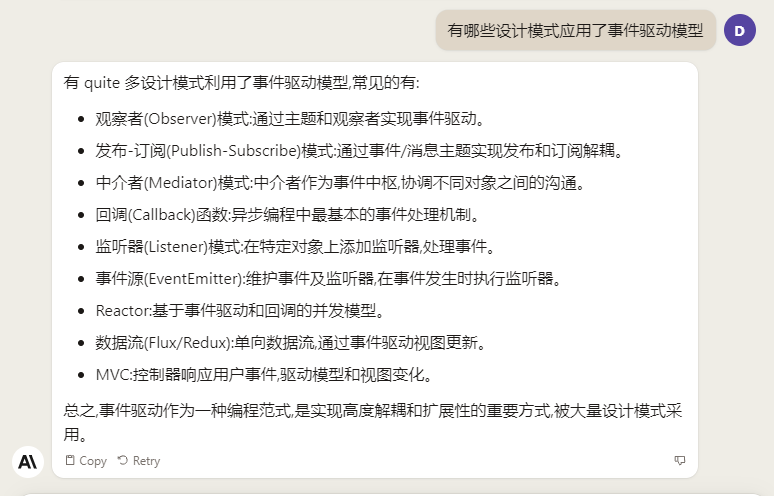 有哪些设计模式应用了事件驱动模型
D
有 quite 多设计模式利用了事件驱动模型,常见的有:
• 观察者(Observer)模式:通过主题和观察者实现事件驱动。
• 发布-订阅(Publish-Subscribe)模式:通过事件/消息主题实现发布和订阅解耦。
• 中介者(Mediator)模式:中介者作为事件中枢,协调不同对象之间的沟通。
• 回调(Callback)函数:异步编程中最基本的事件处理机制。
• 监听器(Listener)模式:在特定对象上添加监听器,处理事件。
• 事件源(EventEmitter):维护事件及监听器,在事件发生时执行监听器。
• Reactor:基于事件驱动和回调的并发模型。
• 数据流(Flux/Redux):单向数据流,通过事件驱动视图更新。
• MVC:控制器响应用户事件,驱动模型和视图变化。
总之,事件驱动作为一种编程范式,是实现高度解耦和扩展性的重要方式,被大量设计模式采
用。
A\
Copy Retry